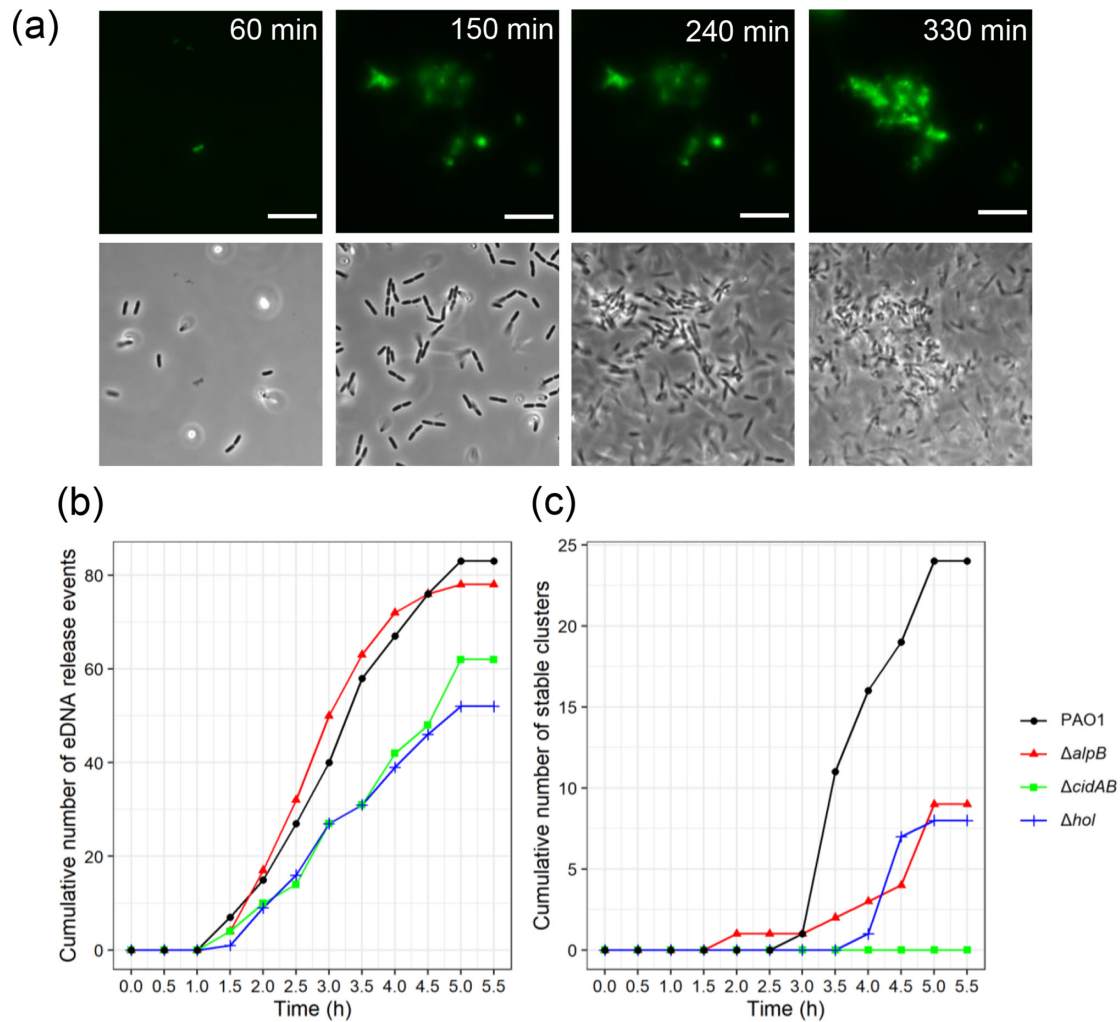 (a)
60 min
150 min
240 min
330 min
(b)
(c)
Cumulative number of eDNA release events
80
60
40
20
0
0.0 0.5 1.0 1.5 2.0 2.5 3.0 3.5 4.0 4.5 5.0 5.5
Time (h)
Cumulative number of stable clusters
25
20
15
10
5
0
0.0 0.5 1.0 1.5 2.0 2.5 3.0 3.5 4.0 4.5 5.0 5.5
Time (h)
PAO1
ΔalpB
ΔcidAB
Δhol